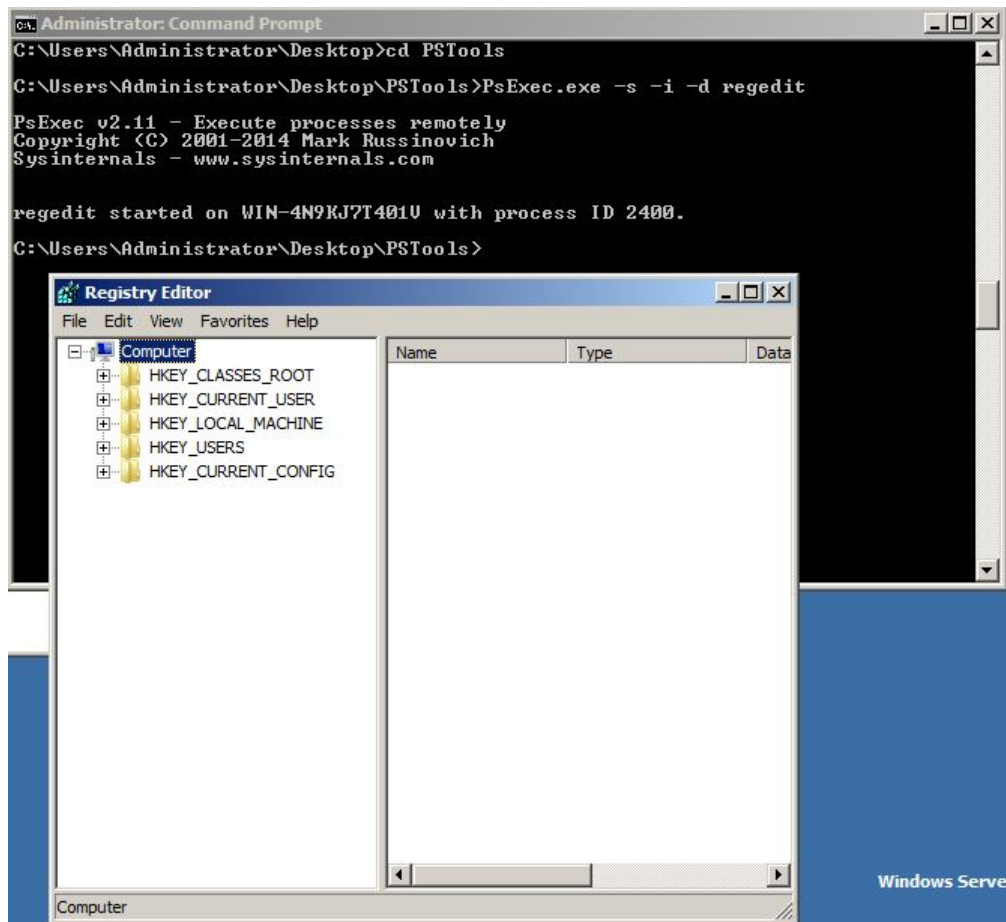 Administrator: Command Prompt
C:\Users\Administrator\Desktop>cd PSTools
C:\Users\Administrator\Desktop\PSTools>PsExec.exe -s -i -d regedit
PsExec v2.11 - Execute processes remotely
Copyright (C) 2001-2014 Mark Russinovich
Sysinternals - www.sysinternals.com
regedit started on WIN-4N9KJ7T401V with process ID 2400.
C:\Users\Administrator\Desktop\PSTools>
Registry Editor
File Edit View Favorites Help
Computer
Name Type Data
HKEY_CLASSES_ROOT
HKEY_CURRENT_USER
HKEY_LOCAL_MACHINE
HKEY_USERS
HKEY_CURRENT_CONFIG
Windows Serve
Computer